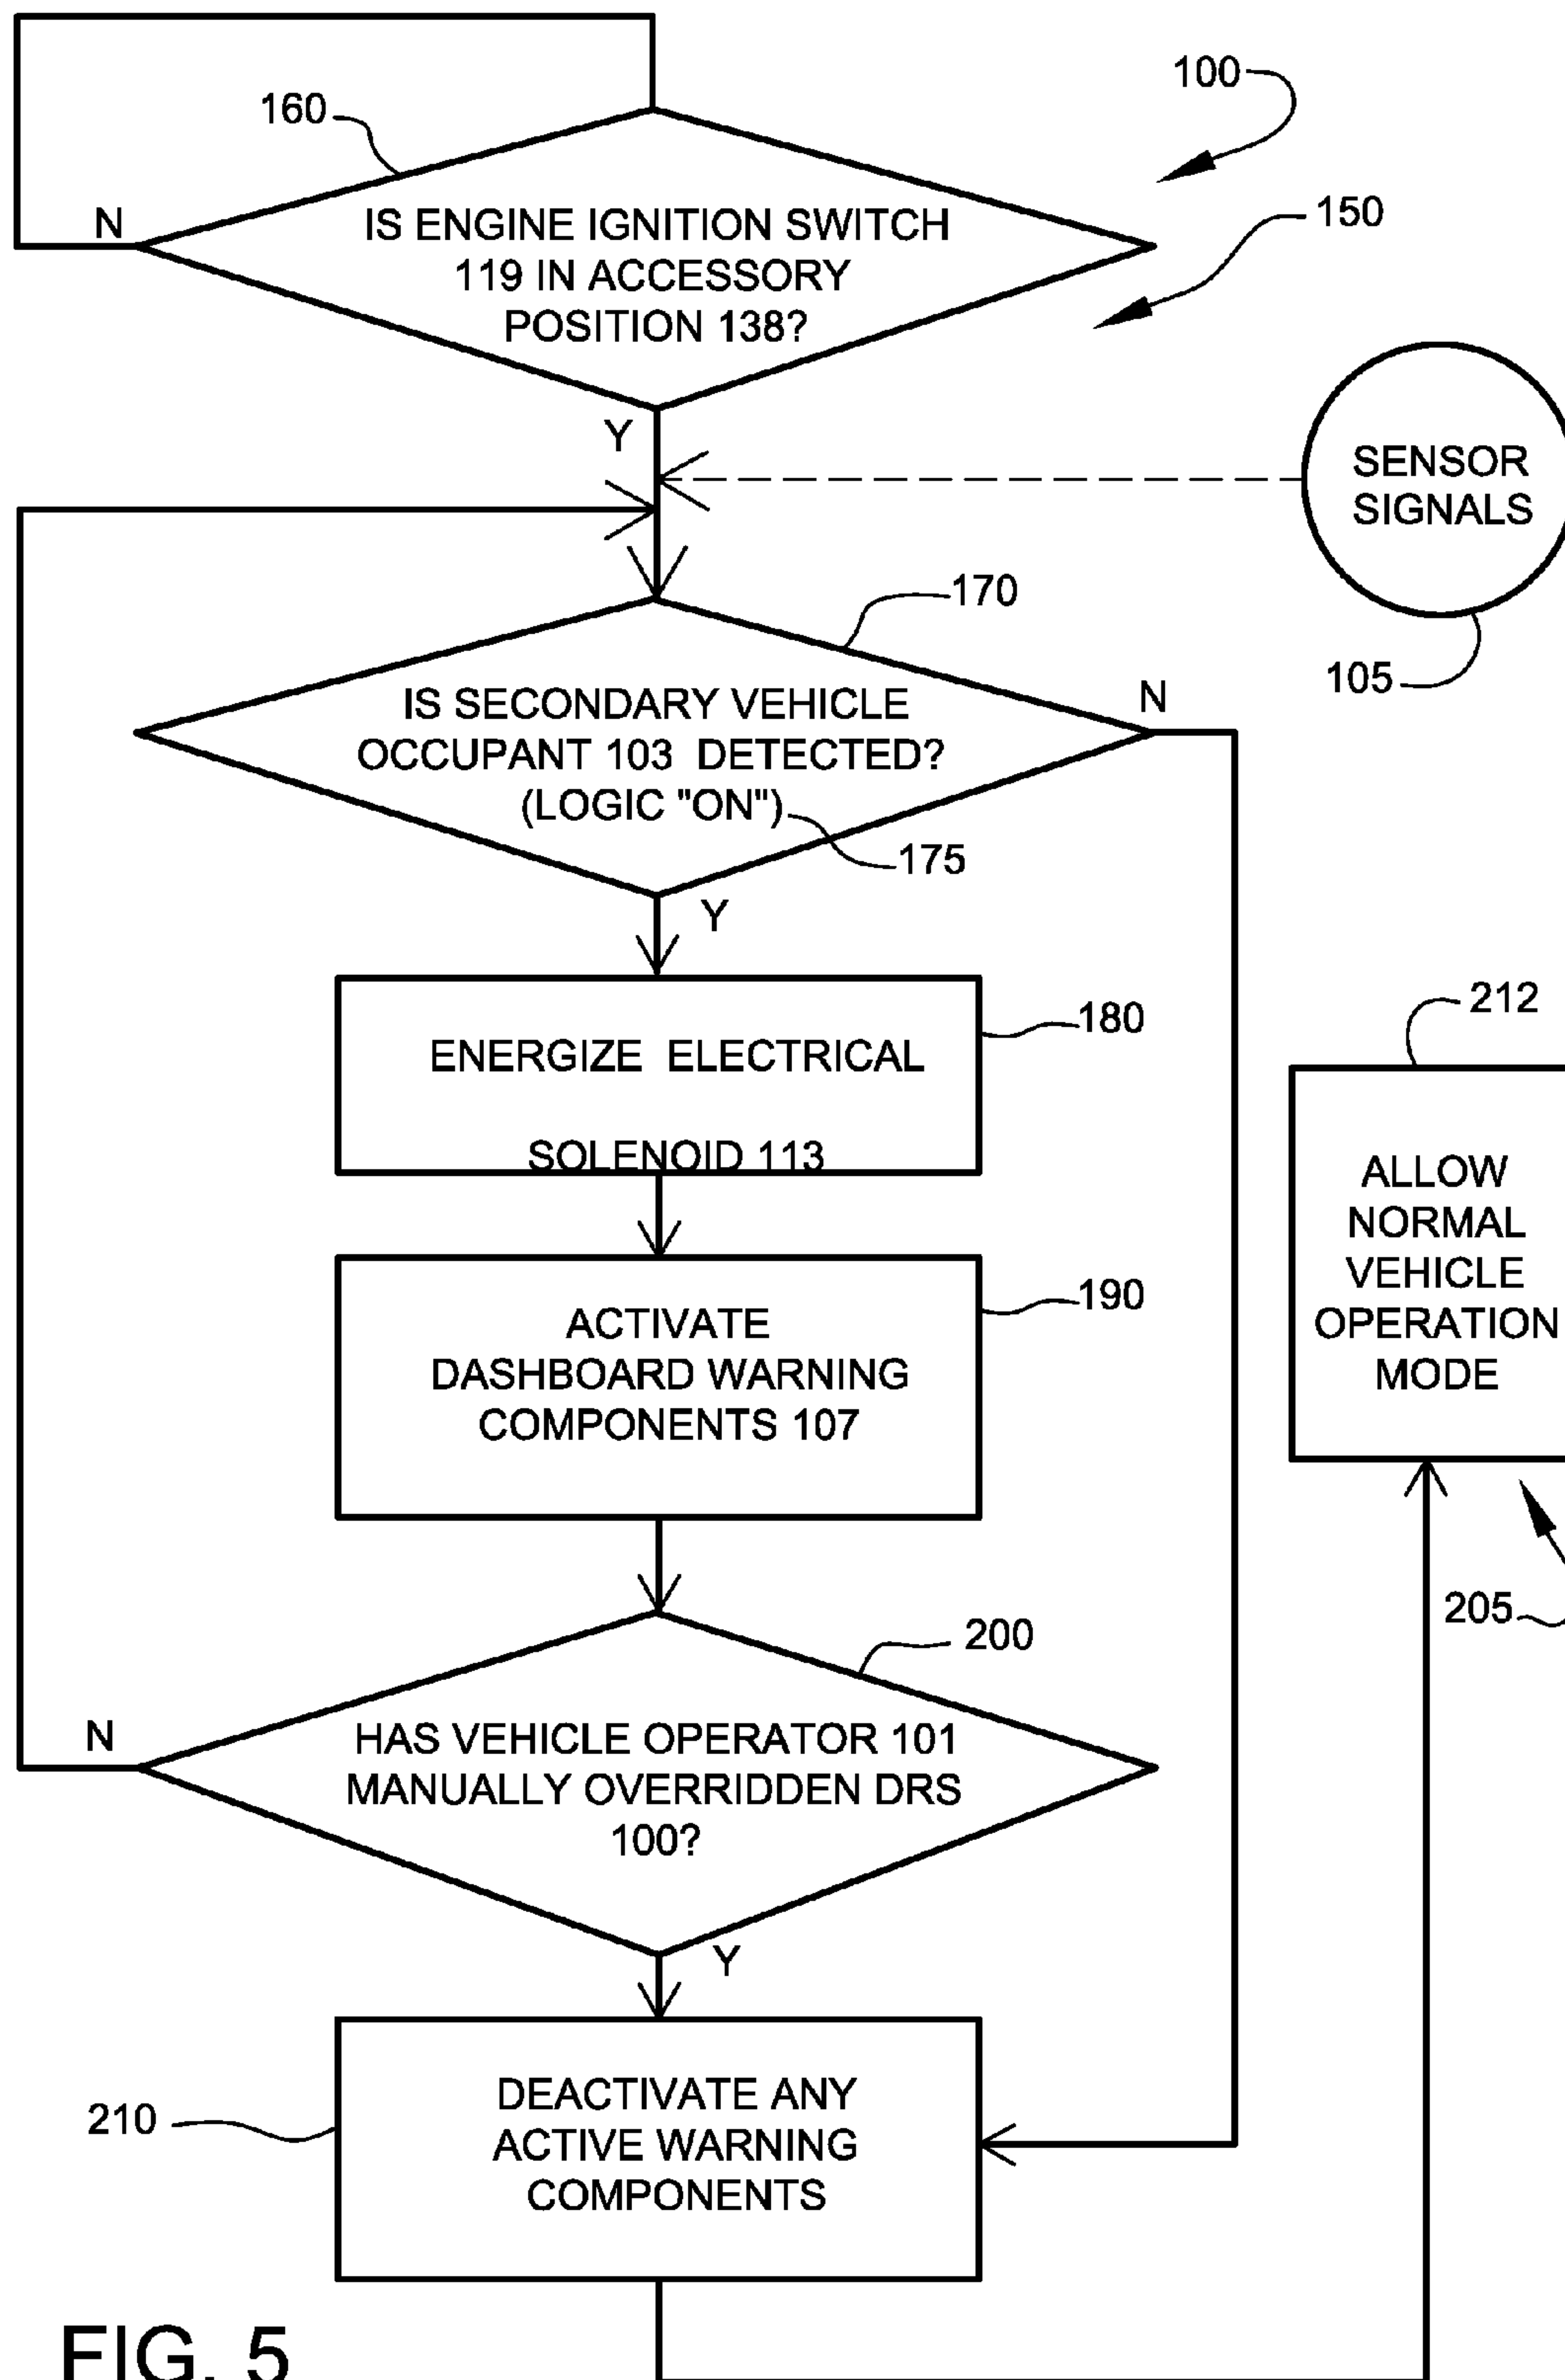 100
160
150
N
IS ENGINE IGNITION SWITCH
119 IN ACCESSORY
POSITION 138?
Y
SENSOR
SIGNALS
105
170
N
IS SECONDARY VEHICLE
OCCUPANT 103 DETECTED?
(LOGIC "ON")
175
Y
180
ENERGIZE ELECTRICAL
SOLENOID 113
212
ALLOW
NORMAL
VEHICLE
OPERATION
MODE
190
ACTIVATE
DASHBOARD WARNING
COMPONENTS 107
205
200
N
HAS VEHICLE OPERATOR 101
MANUALLY OVERRIDDEN DRS
100?
Y
210
DEACTIVATE ANY
ACTIVE WARNING
COMPONENTS
FIG. 5